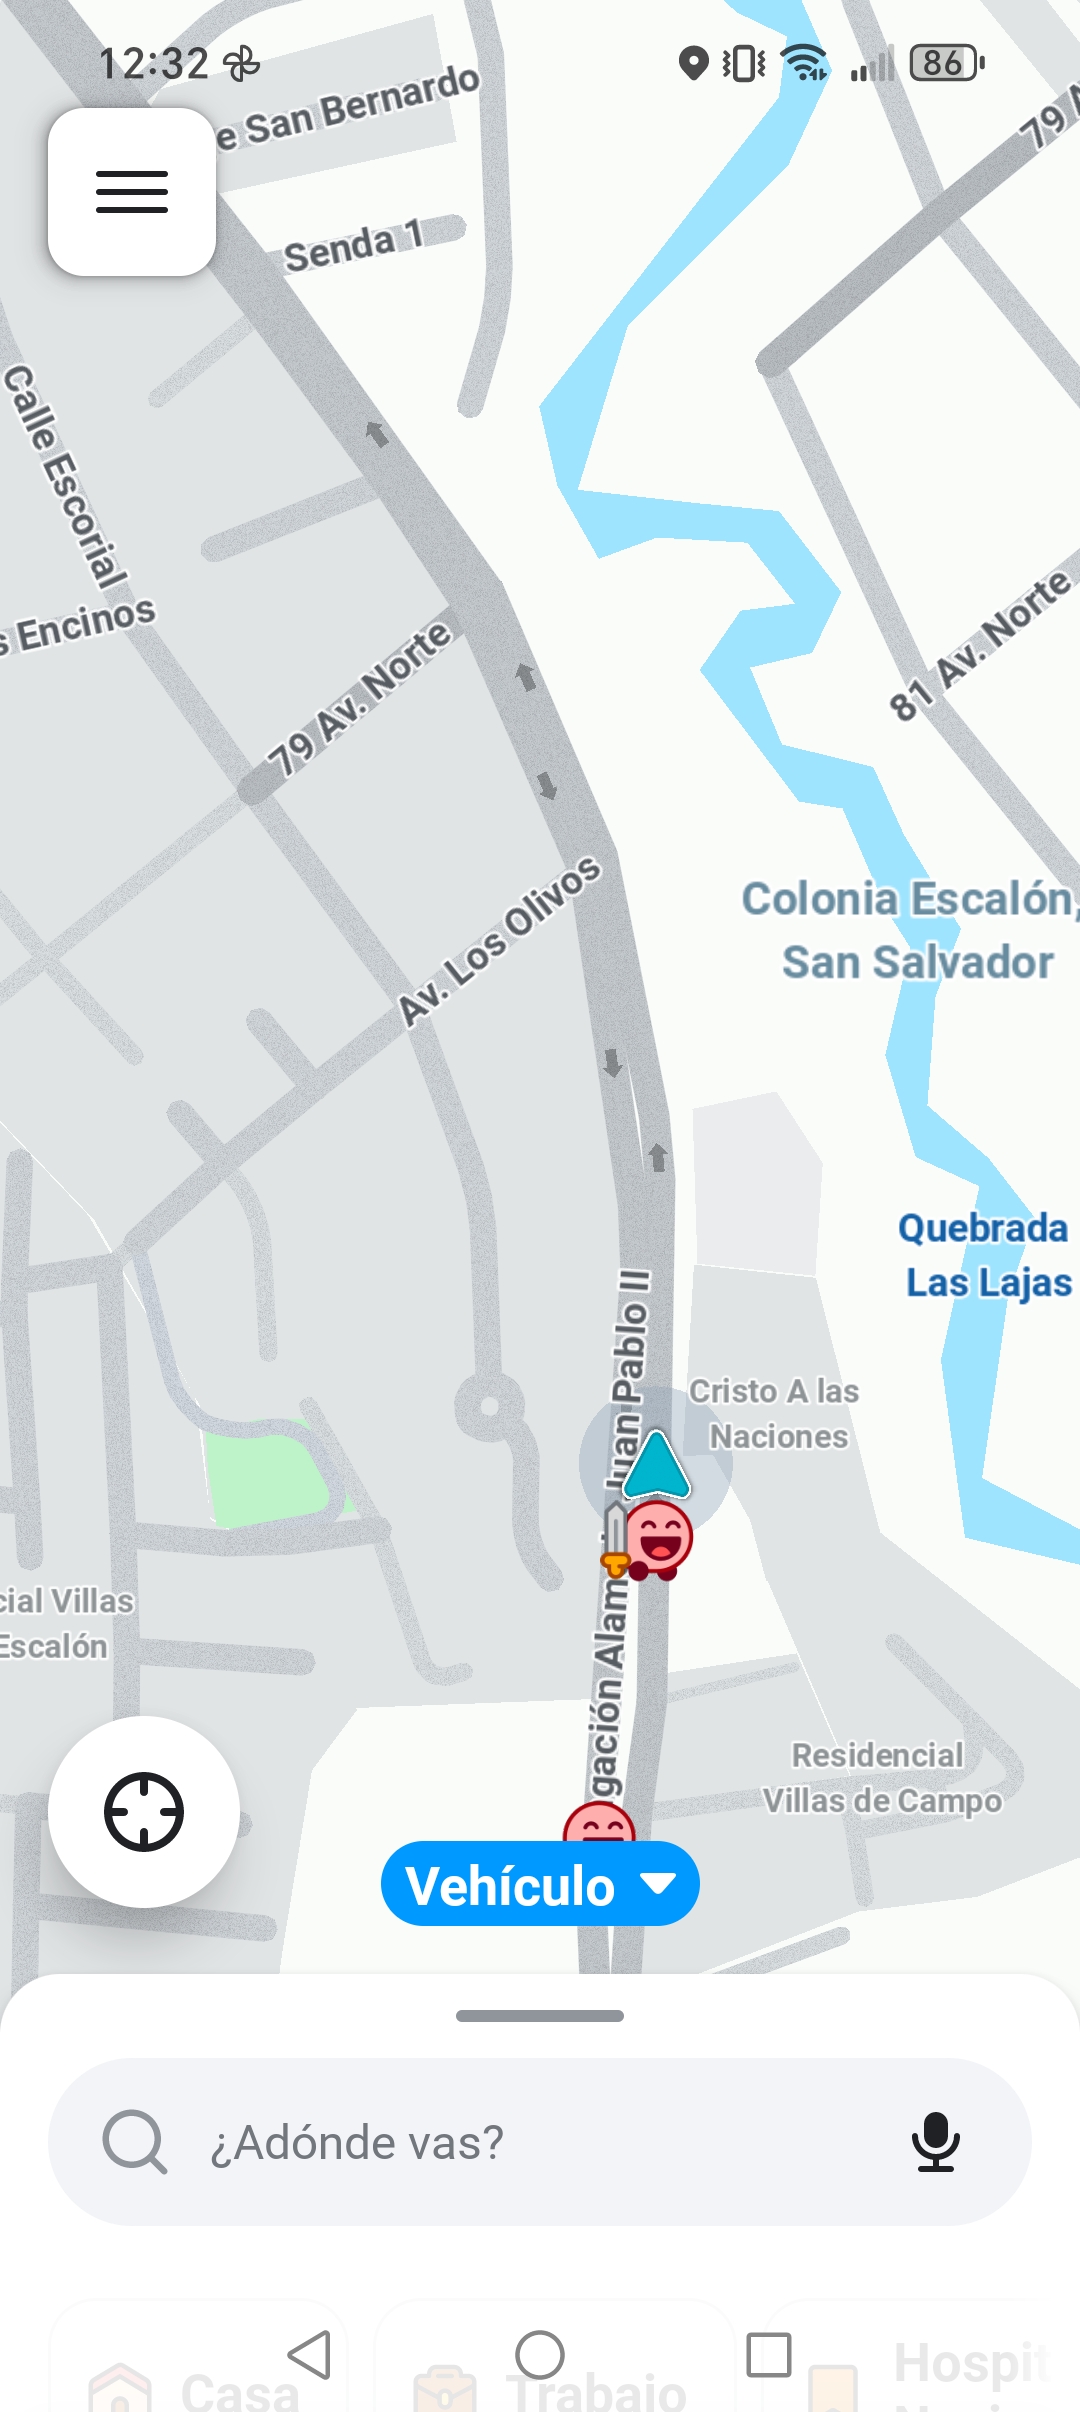 12:32
86
e San Bernardo
79
Senda 1
Calle Escorial
s Encinos
79 Av. Norte
81 Av. Norte
Av. Los Olivos
Colonia Escalón,
San Salvador
Quebrada
Las Lajas
Juan Pablo II
Cristo A las
Naciones
gación Alam
cial Villas
Escalón
Residencial
Villas de Campo
Vehículo
¿Adónde vas?
Casa
Trabajo
Hospit